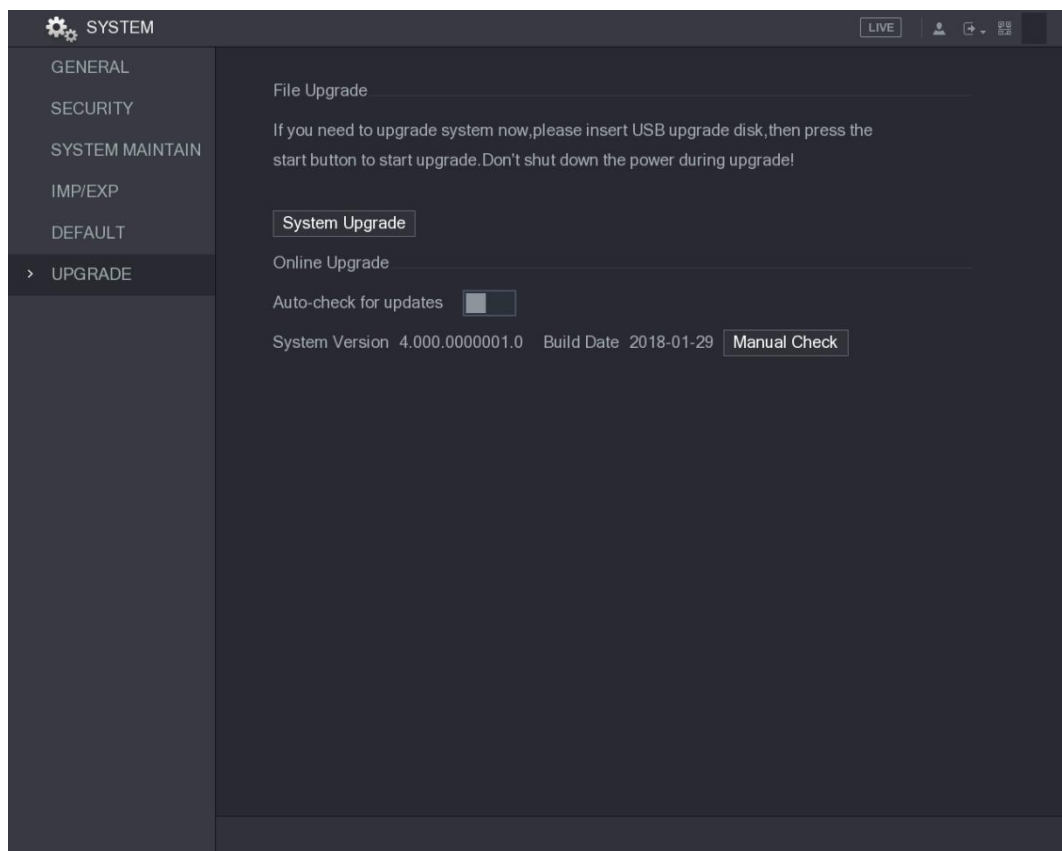 SYSTEM
LIVE
GENERAL
SECURITY
SYSTEM MAINTAIN
IMP/EXP
DEFAULT
UPGRADE
File Upgrade
If you need to upgrade system now,please insert USB upgrade disk,then press the
start button to start upgrade.Don't shut down the power during upgrade!
System Upgrade
Online Upgrade
Auto-check for updates
System Version 4.000.0000001.0 Build Date 2018-01-29 Manual Check